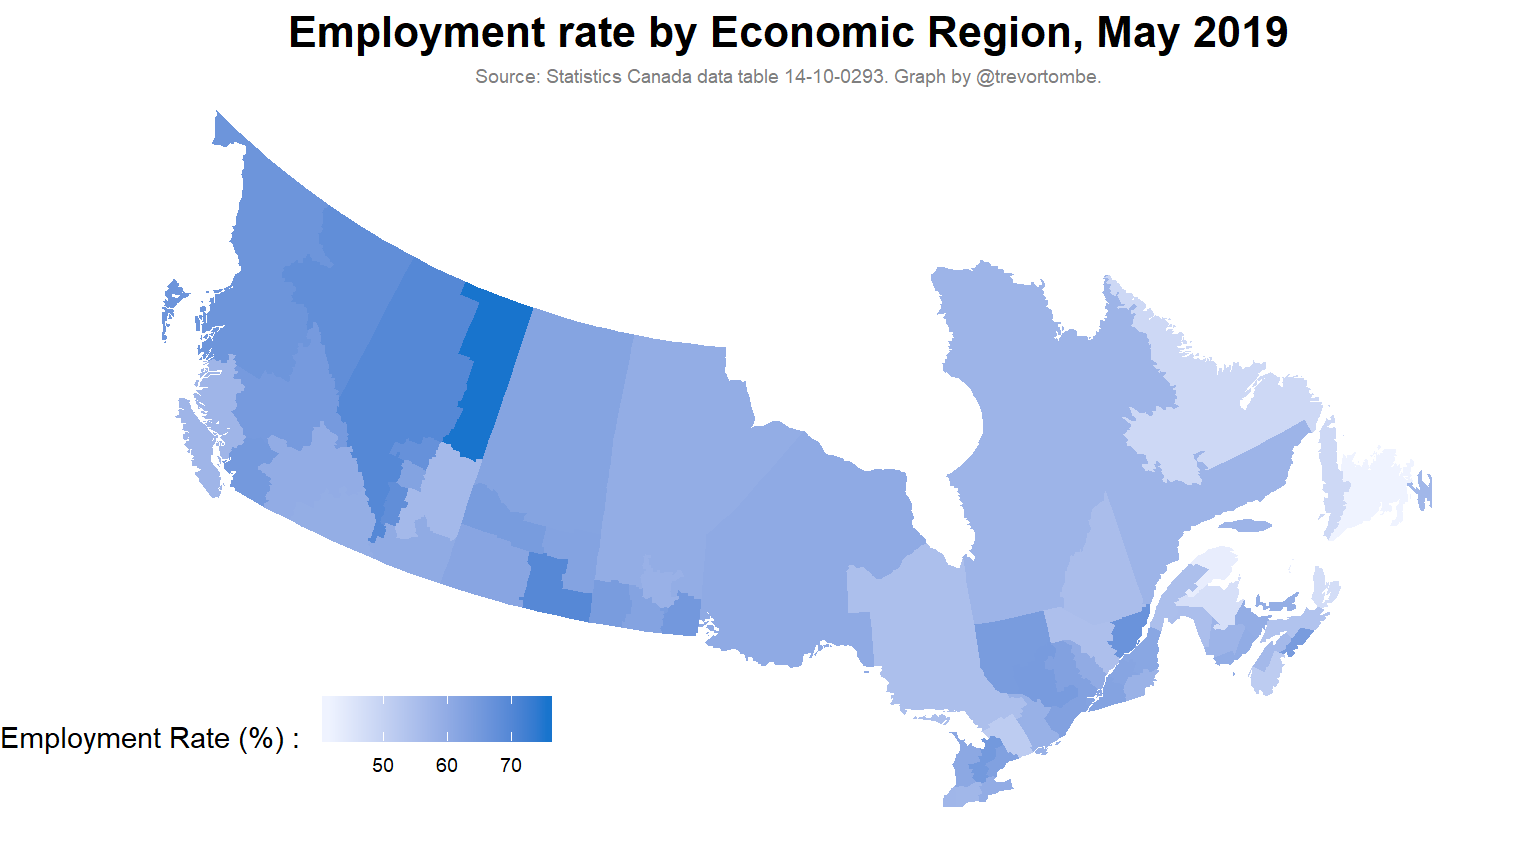 Employment rate by Economic Region, May 2019
Source: Statistics Canada data table 14-10-0293. Graph by @trevortombe.
Employment Rate (%) :
50 60 70